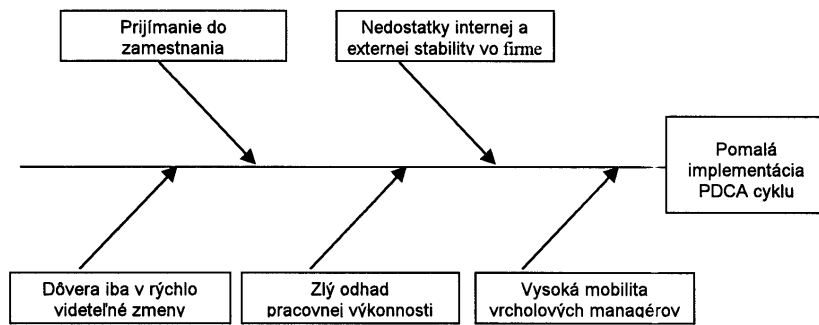 Prijímanie do
zamestnania
Nedostatky internej a
externej stability vo firme
Pomalá
implementácia
PDCA cyklu
Dôvera iba v rýchlo
viditeľné zmeny
Zlý odhad
pracovnej výkonnosti
Vysoká mobilita
vrcholových managérov